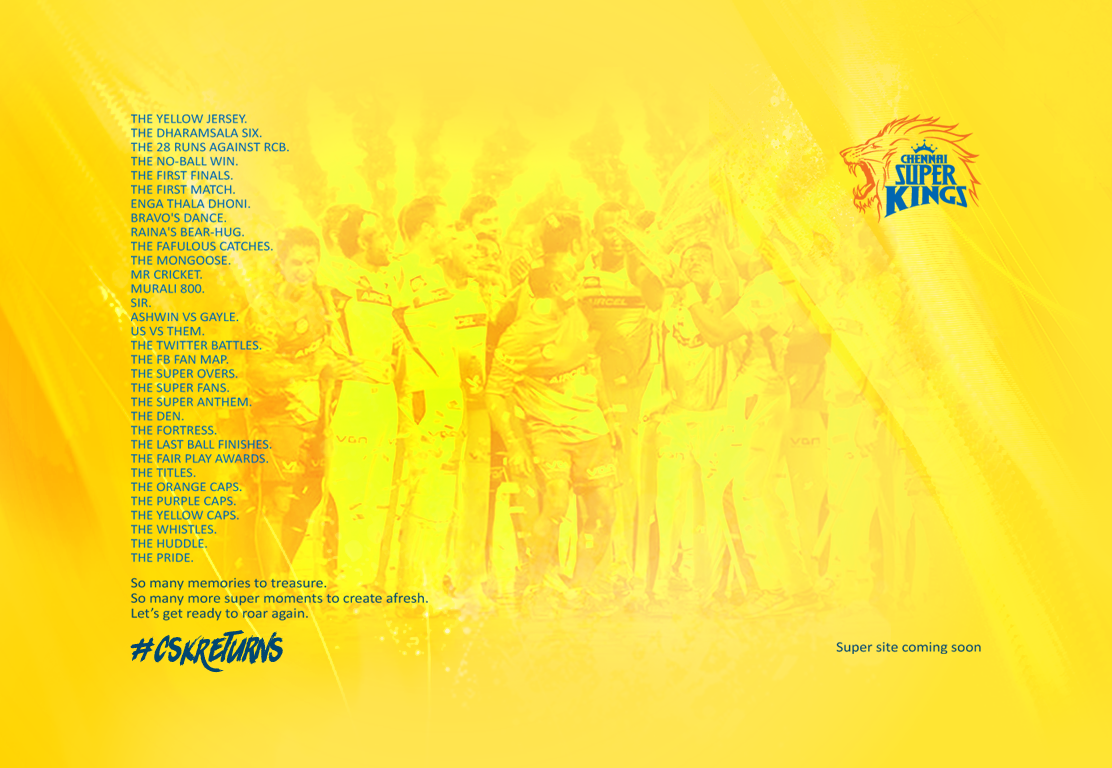 THE YELLOW JERSEY.
THE DHARAMSALA SIX.
THE 28 RUNS AGAINST RCB.
THE NO-BALL WIN.
THE FIRST FINALS.
THE FIRST MATCH.
ENGA THALA DHONI.
BRAVO'S DANCE.
RAINA'S BEAR-HUG.
THE FAFULOUS CATCHES.
THE MONGOOSE.
MR CRICKET.
MURALI 800.
SIR.
ASHWIN VS GAYLE.
US VS THEM.
THE TWITTER BATTLES.
THE FB FAN MAP.
THE SUPER OVERS.
THE SUPER FANS.
THE SUPER ANTHEM.
THE DEN.
THE FORTRESS.
THE LAST BALL FINISHES.
THE FAIR PLAY AWARDS.
THE TITLES.
THE ORANGE CAPS.
THE PURPLE CAPS.
THE YELLOW CAPS.
THE WHISTLES.
THE HUDDLE.
THE PRIDE.
So many memories to treasure.
So many more super moments to create afresh.
Let's get ready to roar again.
#CSKRETURNS
CHENNAI
SUPER
KINGS
AIRCEL
VGN
VGN
Super site coming soon